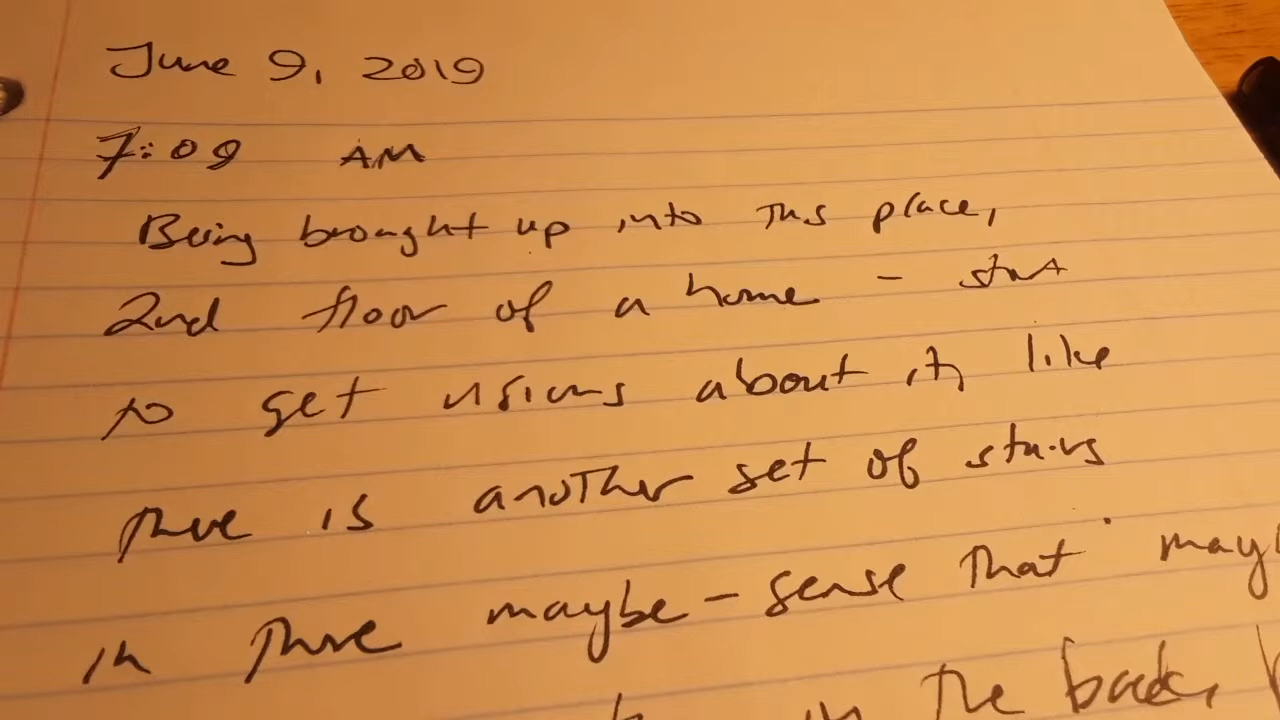 June 9, 2019
7:09 AM
Being brought up into this place,
2nd floor of a home - start
to get visions about it, like
there is another set of stairs
in there maybe - sense that
in the back,